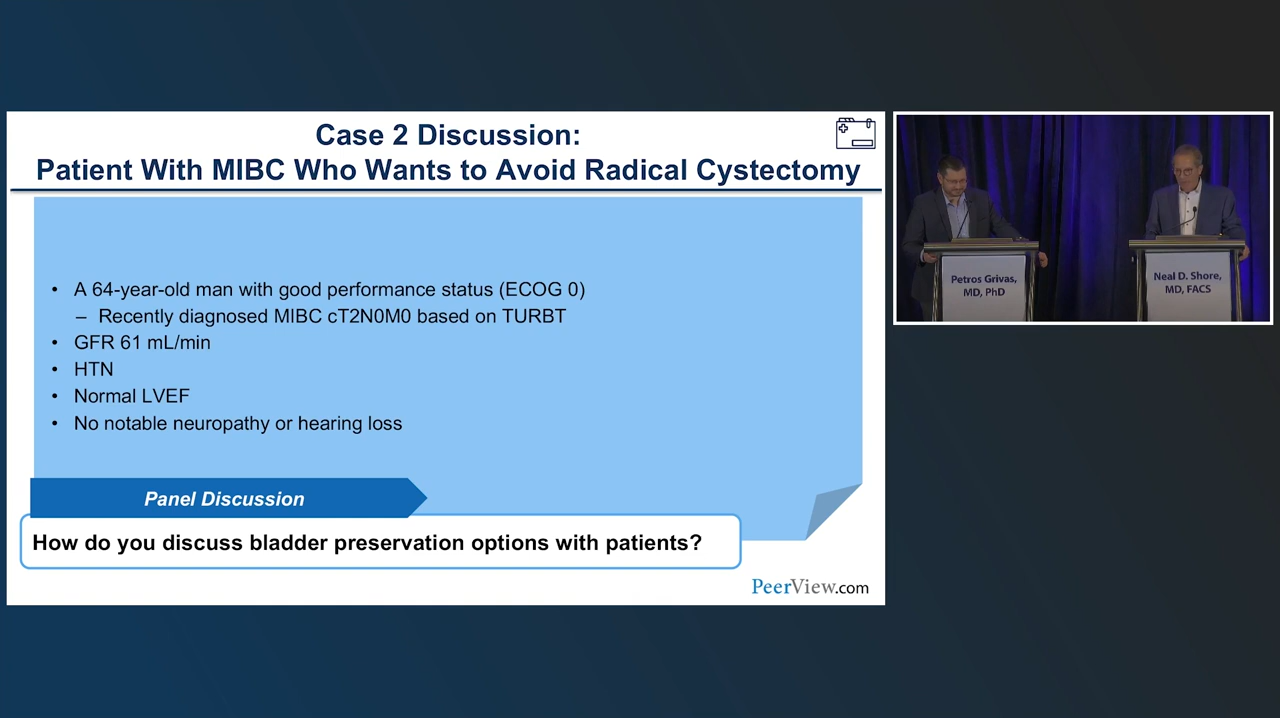 Case 2 Discussion:
Patient With MIBC Who Wants to Avoid Radical Cystectomy
• A 64-year-old man with good performance status (ECOG 0)
– Recently diagnosed MIBC cT2N0M0 based on TURBT
• GFR 61 mL/min
• HTN
• Normal LVEF
• No notable neuropathy or hearing loss
Panel Discussion
How do you discuss bladder preservation options with patients?
PeerView.com
Petros Grivas,
MD, PhD
Neal D. Shore,
MD, FACS